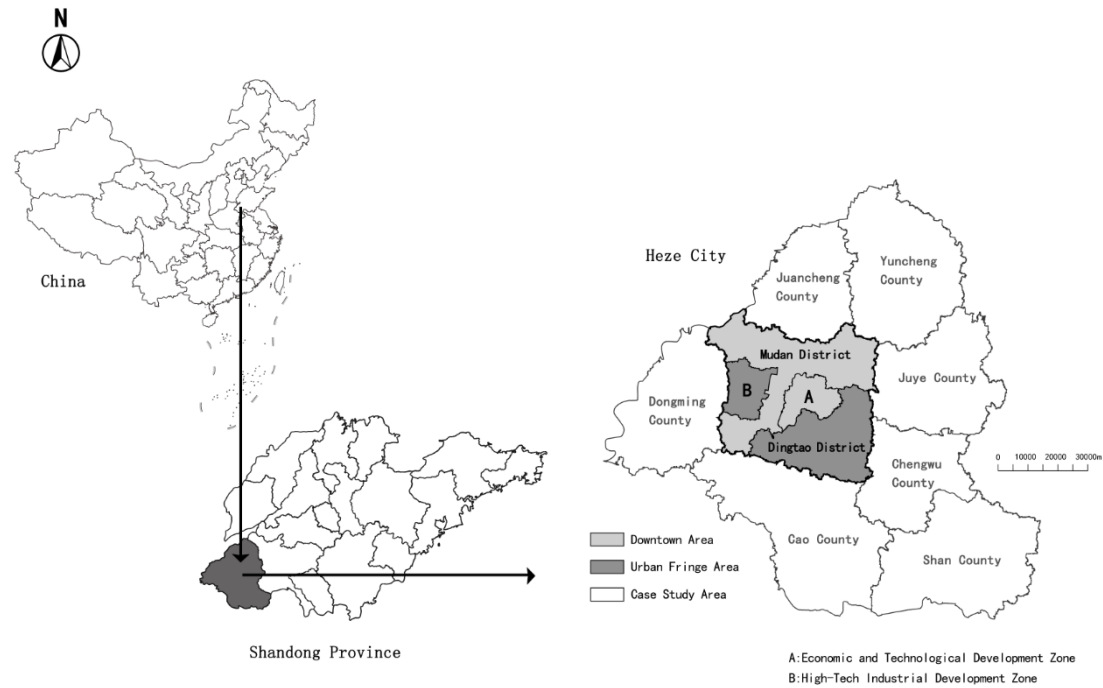 N
China
Shandong Province
Heze City
Yuncheng
County
Juancheng
County
Mudan District
Juye County
B
A
Dongming
County
Dingtao District
Chengwu
County
0 10000 20000 30000m
Cao County
Shan County
Downtown Area
Urban Fringe Area
Case Study Area
A:Economic and Technological Development Zone
B:High-Tech Industrial Development Zone